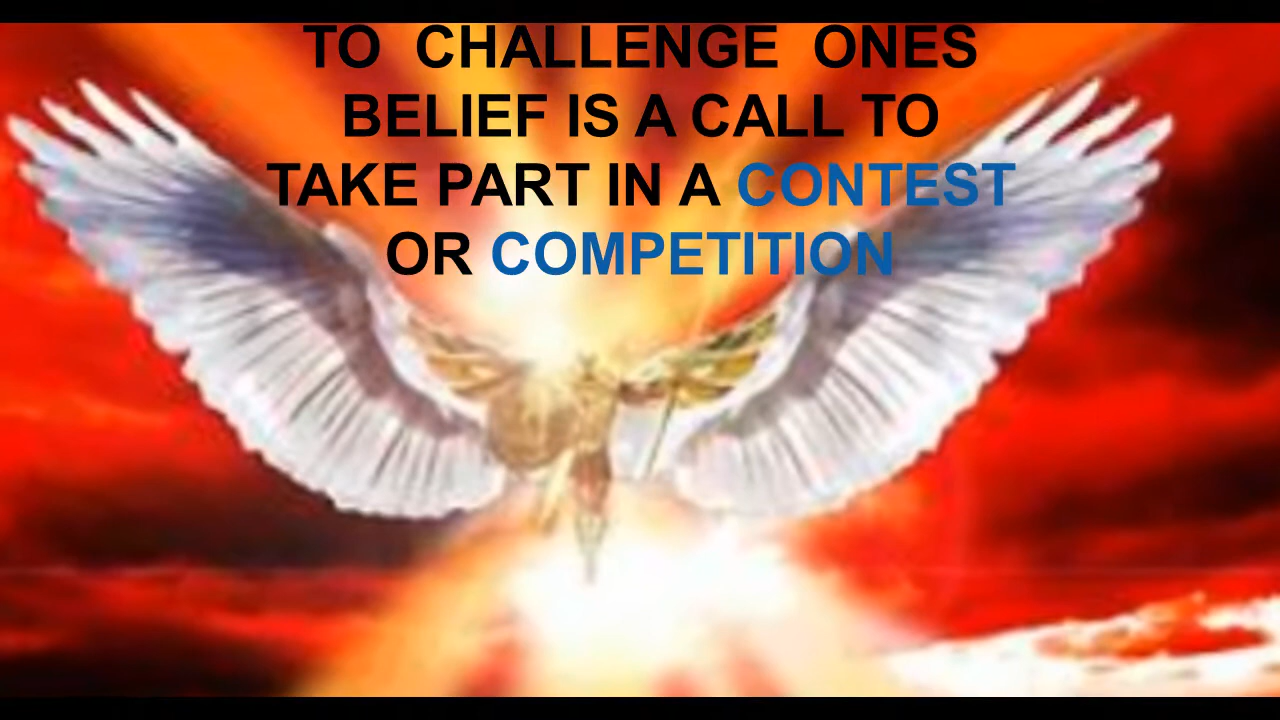 TO CHALLENGE ONES
BELIEF IS A CALL TO
TAKE PART IN A CONTEST
OR COMPETITION